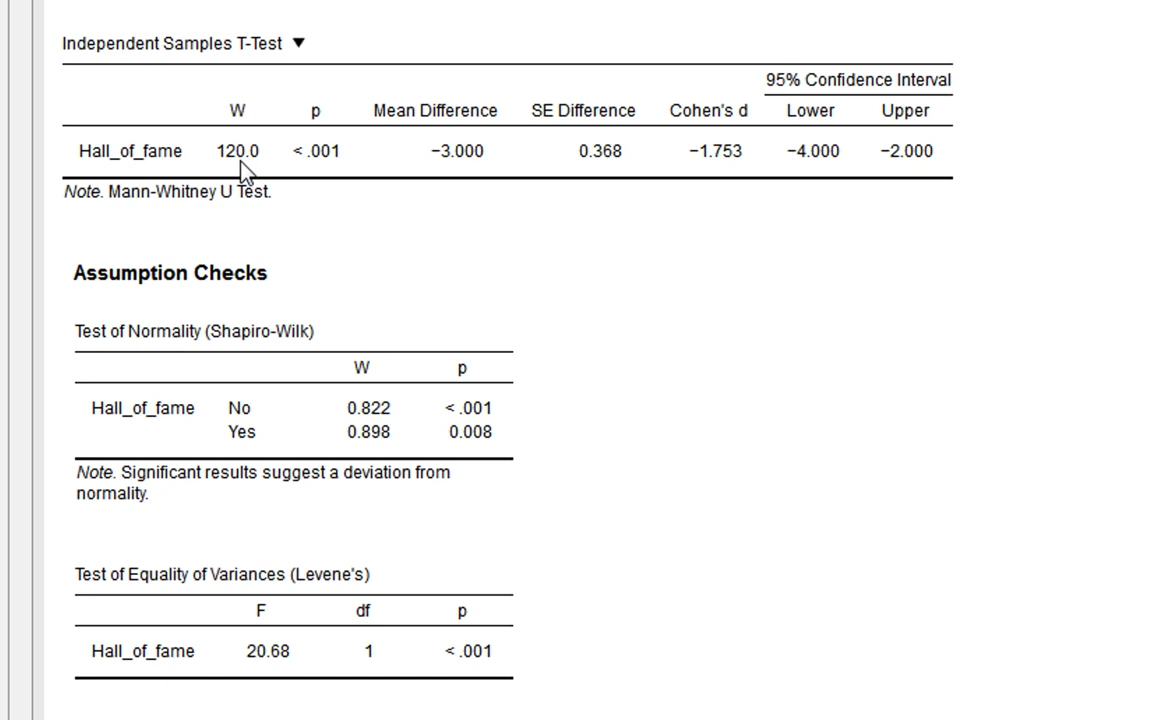 Independent Samples T-Test ▼
95% Confidence Interval
W p Mean Difference SE Difference Cohen's d Lower Upper
Hall_of_fame 120.0 < .001 −3.000 0.368 −1.753 −4.000 −2.000
Note. Mann-Whitney U Test.
Assumption Checks
Test of Normality (Shapiro-Wilk)
W p
Hall_of_fame No 0.822 < .001
Yes 0.898 0.008
Note. Significant results suggest a deviation from
normality.
Test of Equality of Variances (Levene's)
F df p
Hall_of_fame 20.68 1 < .001